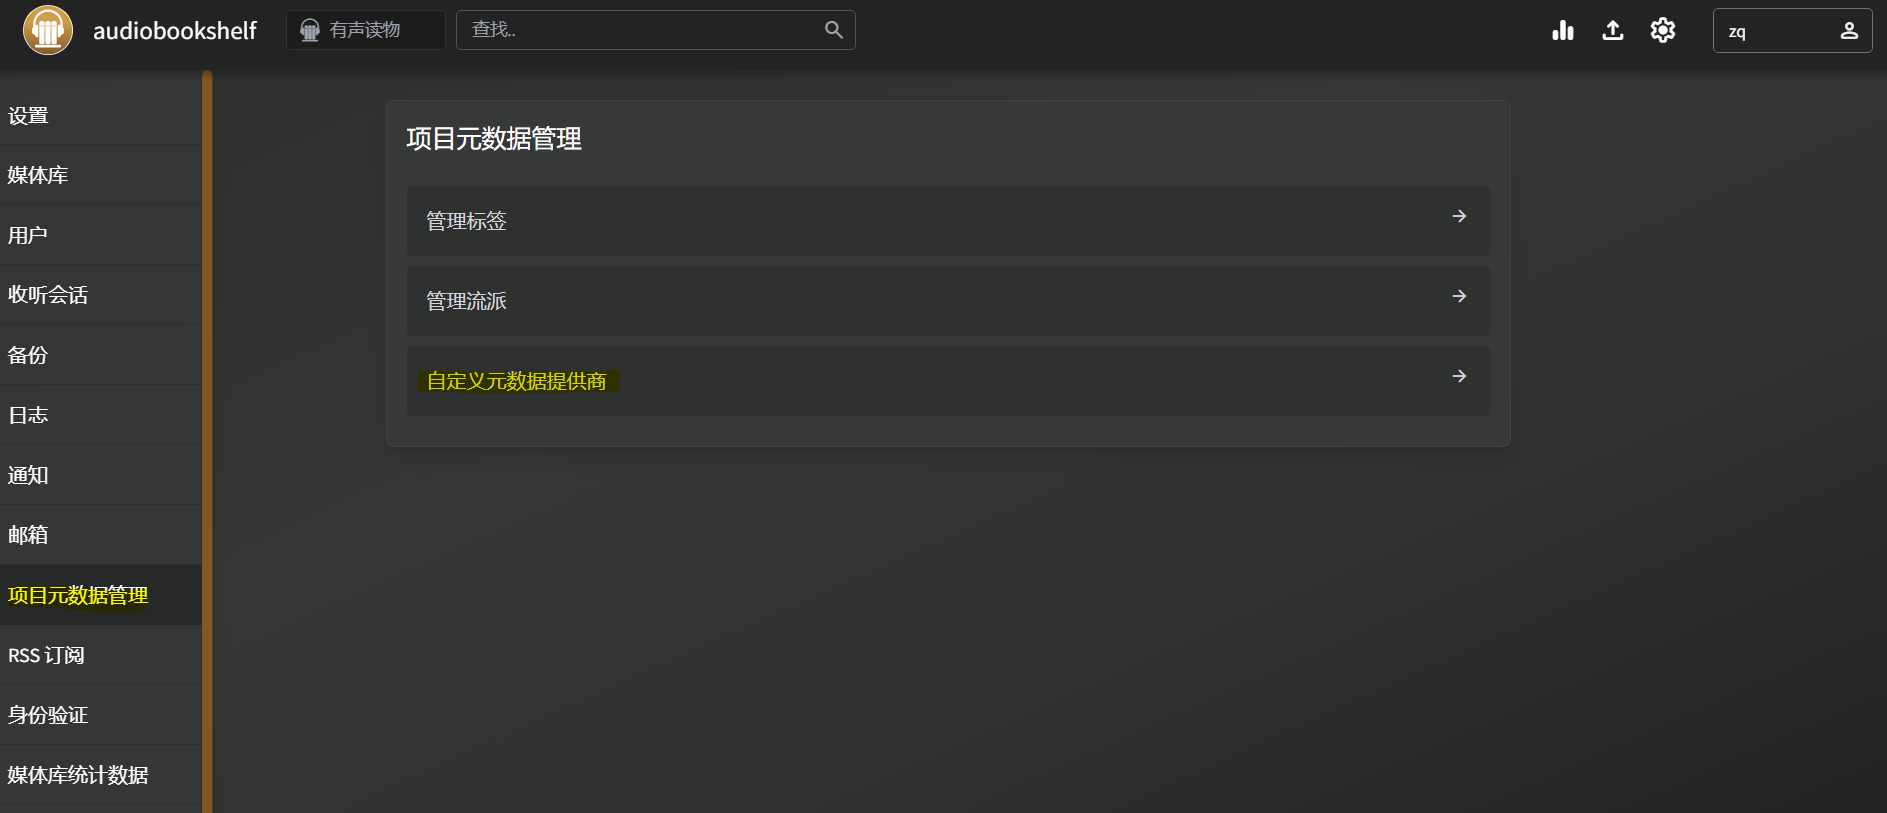 audiobookshelf
有声读物
查找..
zq
设置
媒体库
用户
收听会话
备份
日志
通知
邮箱
项目元数据管理
RSS 订阅
身份验证
媒体库统计数据
项目元数据管理
管理标签
管理流派
自定义元数据提供商